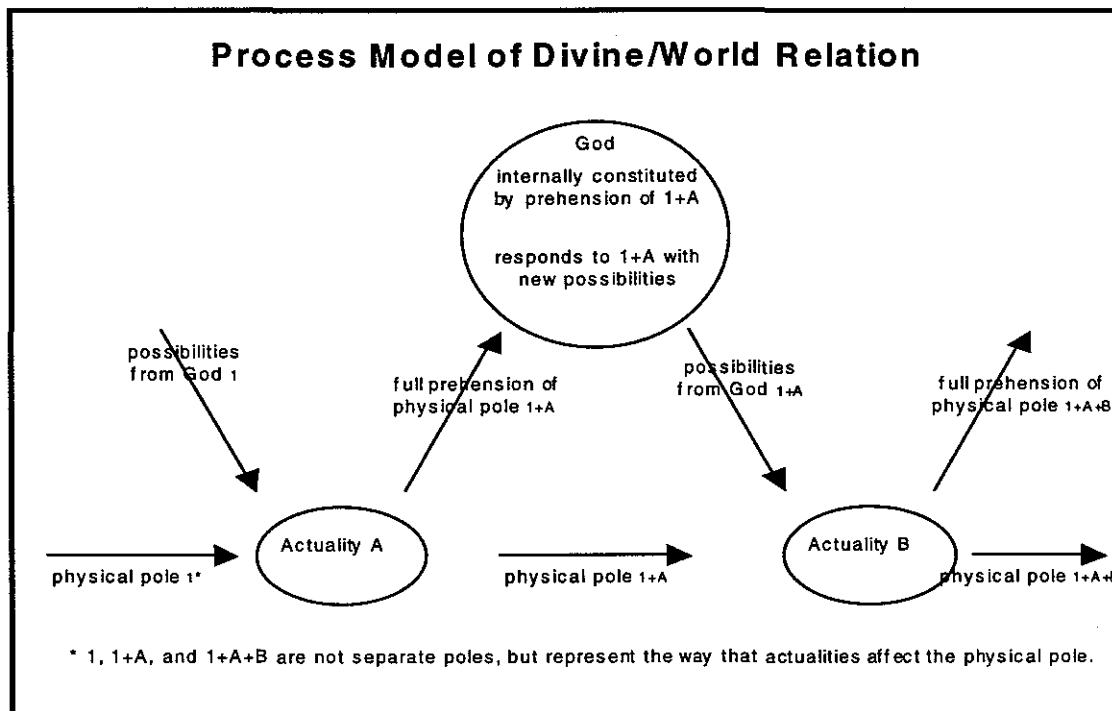 Process Model of Divine/World Relation
God
internally constituted
by prehension of 1+A
responds to 1+A with
new possibilities
possibilities
from God 1
full prehension of
physical pole 1+A
possibilities
from God 1+A
full prehension of
physical pole 1+A+B
Actuality A
Actuality B
physical pole 1*
physical pole 1+A
physical pole 1+A+B
* 1, 1+A, and 1+A+B are not separate poles, but represent the way that actualities affect the physical pole.